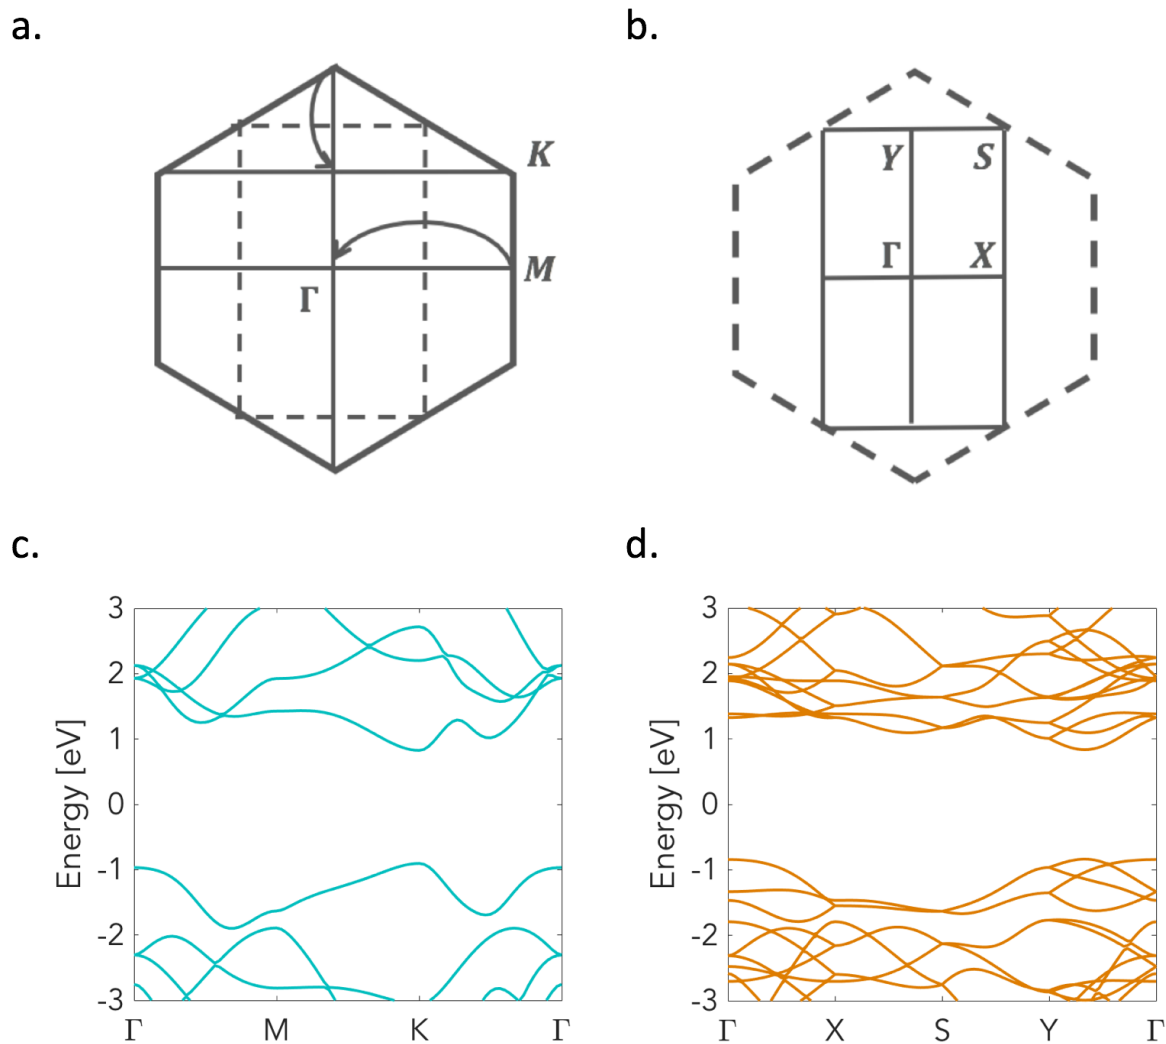 a.
b.
K
M
Γ
Y
S
Γ
X
c.
d.
3
2
1
0
-1
-2
-3
Energy [eV]
Γ
M
K
Γ
3
2
1
0
-1
-2
-3
Energy [eV]
Γ
X
S
Y
Γ